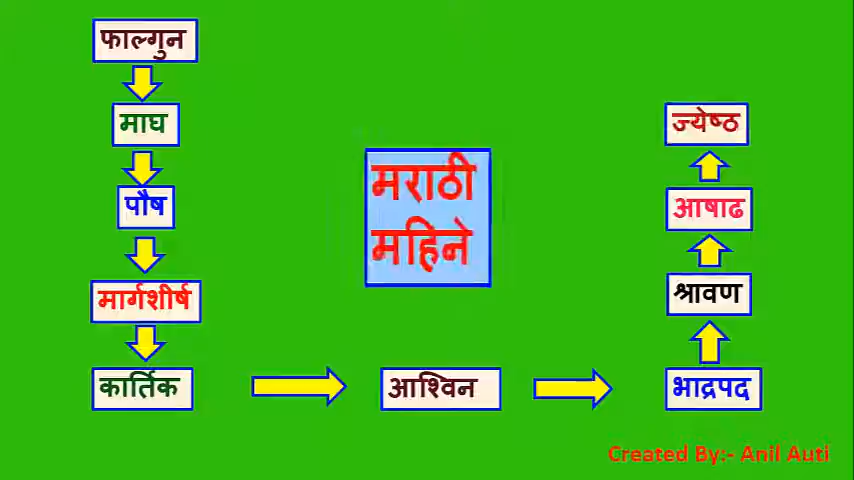 फाल्गुन
माघ
पौष
मार्गशीर्ष
कार्तिक
आश्विन
भाद्रपद
श्रावण
आषाढ
ज्येष्ठ
मराठी
महिने
Created By:- Anil Auti